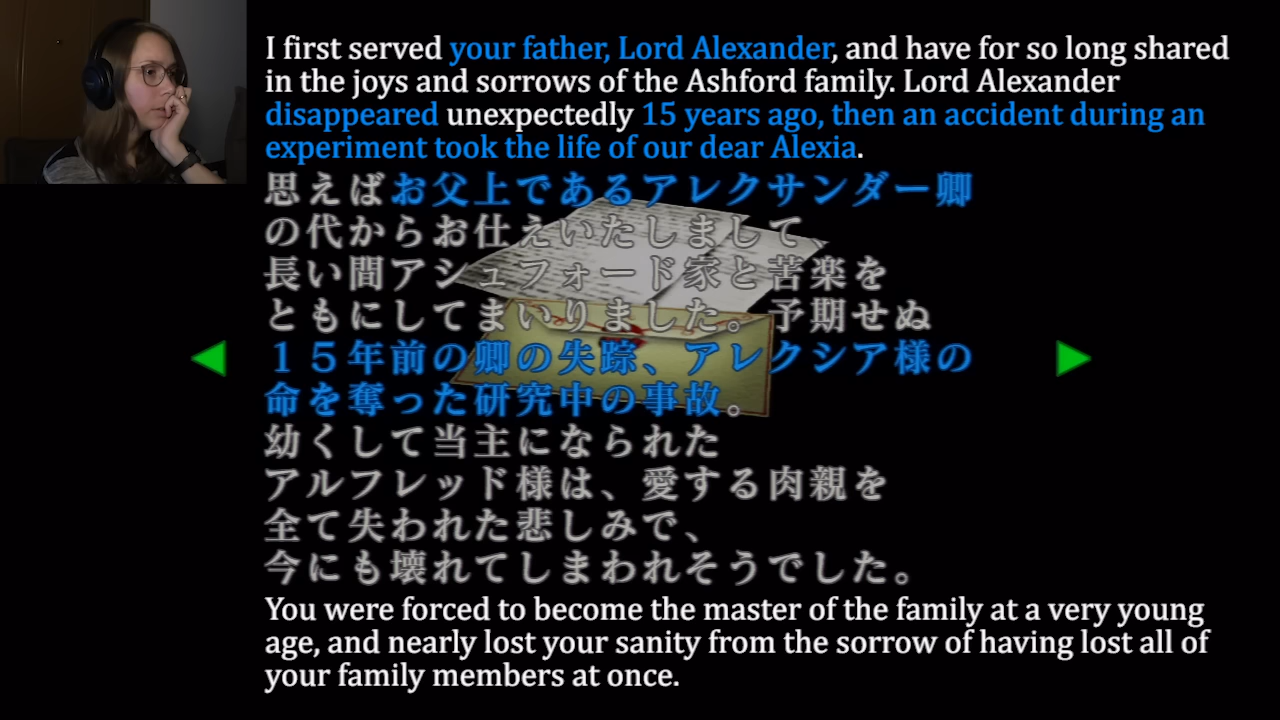 I first served your father, Lord Alexander, and have for so long shared
in the joys and sorrows of the Ashford family. Lord Alexander
disappeared unexpectedly 15 years ago, then an accident during an
experiment took the life of our dear Alexia.
思えばお父上であるアレクサンダー卿
の代からお仕えいたしまして、
長い間アシュフォード家と苦楽を
ともにしてまいりました。予期せぬ
１５年前の卿の失踪、アレクシア様の
命を奪った研究中の事故。
幼くして当主になられた
アルフレッド様は、愛する肉親を
全て失われた悲しみで、
今にも壊れてしまわれそうでした。
You were forced to become the master of the family at a very young
age, and nearly lost your sanity from the sorrow of having lost all of
your family members at once.